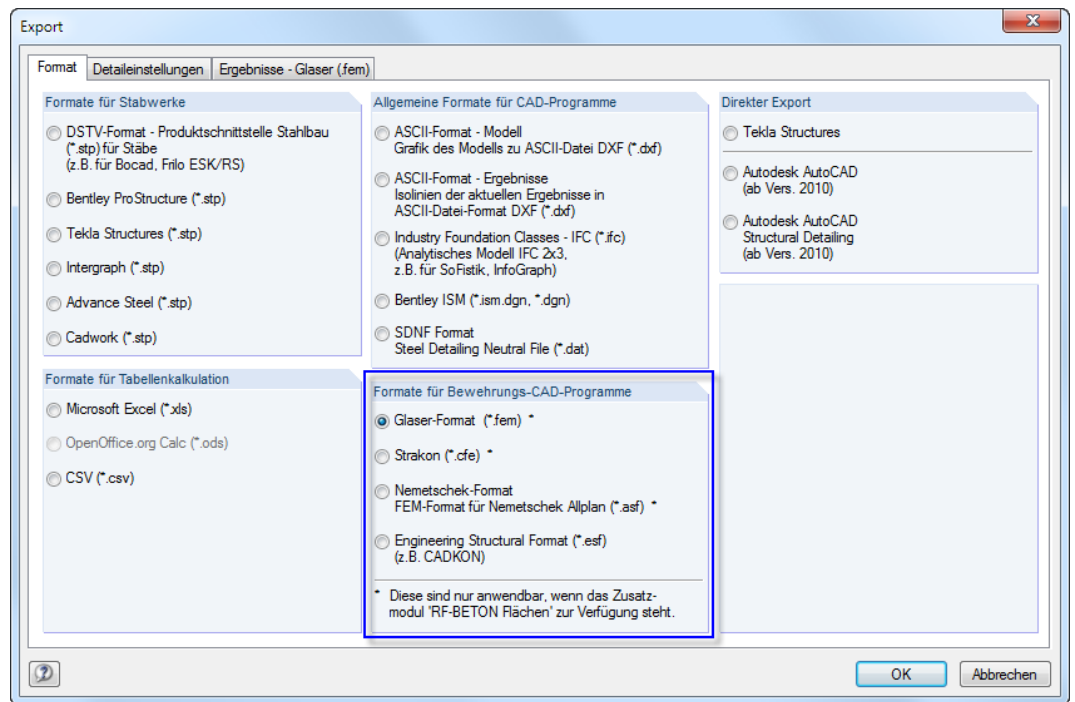 Export
Format
Detaileinstellungen
Ergebnisse - Glaser (.fem)
Formate für Stabwerke
DSTV-Format - Produktschnittstelle Stahlbau
(*.stp) für Stäbe
(z.B. für Bocad, Frilo ESK/RS)
Bentley ProStructure (*.stp)
Tekla Structures (*.stp)
Intergraph (*.stp)
Advance Steel (*.stp)
Cadwork (*.stp)
Formate für Tabellenkalkulation
Microsoft Excel (*.xls)
OpenOffice.org Calc (*.ods)
CSV (*.csv)
Allgemeine Formate für CAD-Programme
ASCII-Format - Modell
Grafik des Modells zu ASCII-Datei DXF (*.dxf)
ASCII-Format - Ergebnisse
Isolinien der aktuellen Ergebnisse in
ASCII-Datei-Format DXF (*.dxf)
Industry Foundation Classes - IFC (*.ifc)
(Analytisches Modell IFC 2x3,
z.B. für SoFistik, InfoGraph)
Bentley ISM (*.ism.dgn, *.dgn)
SDNF Format
Steel Detailing Neutral File (*.dat)
Formate für Bewehrungs-CAD-Programme
Glaser-Format (*.fem) *
Strakon (*.cfe) *
Nemetschek-Format
FEM-Format für Nemetschek Allplan (*.asf) *
Engineering Structural Format (*.esf)
(z.B. CADKON)
* Diese sind nur anwendbar, wenn das Zusatz-
modul 'RF-BETON Flächen' zur Verfügung steht.
Direkter Export
Tekla Structures
Autodesk AutoCAD
(ab Vers. 2010)
Autodesk AutoCAD
Structural Detailing
(ab Vers. 2010)
OK
Abbrechen